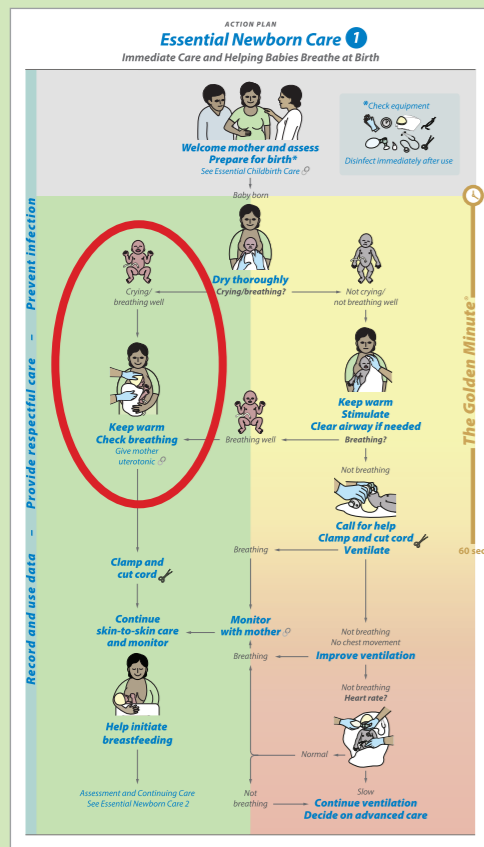 ACTION PLAN
Essential Newborn Care 1
Immediate Care and Helping Babies Breathe at Birth
Welcome mother and assess
Prepare for birth*
See Essential Childbirth Care
*Check equipment
Disinfect immediately after use
Baby born
Dry thoroughly
Crying/breathing?
Crying/
breathing well
Not crying/
not breathing well
Keep warm
Check breathing
Give mother
uterotonic
Breathing well
Keep warm
Stimulate
Clear airway if needed
Breathing?
Not breathing
Call for help
Clamp and cut cord
Ventilate
Breathing
60 sec
Clamp and
cut cord
Continue
skin-to-skin care
and monitor
Monitor
with mother
Not breathing
No chest movement
Breathing
Improve ventilation
Not breathing
Heart rate?
Help initiate
breastfeeding
Normal
Assessment and Continuing Care
See Essential Newborn Care 2
Not
breathing
Slow
Continue ventilation
Decide on advanced care
Record and use data – Provide respectful care – Prevent infection
The Golden Minute®